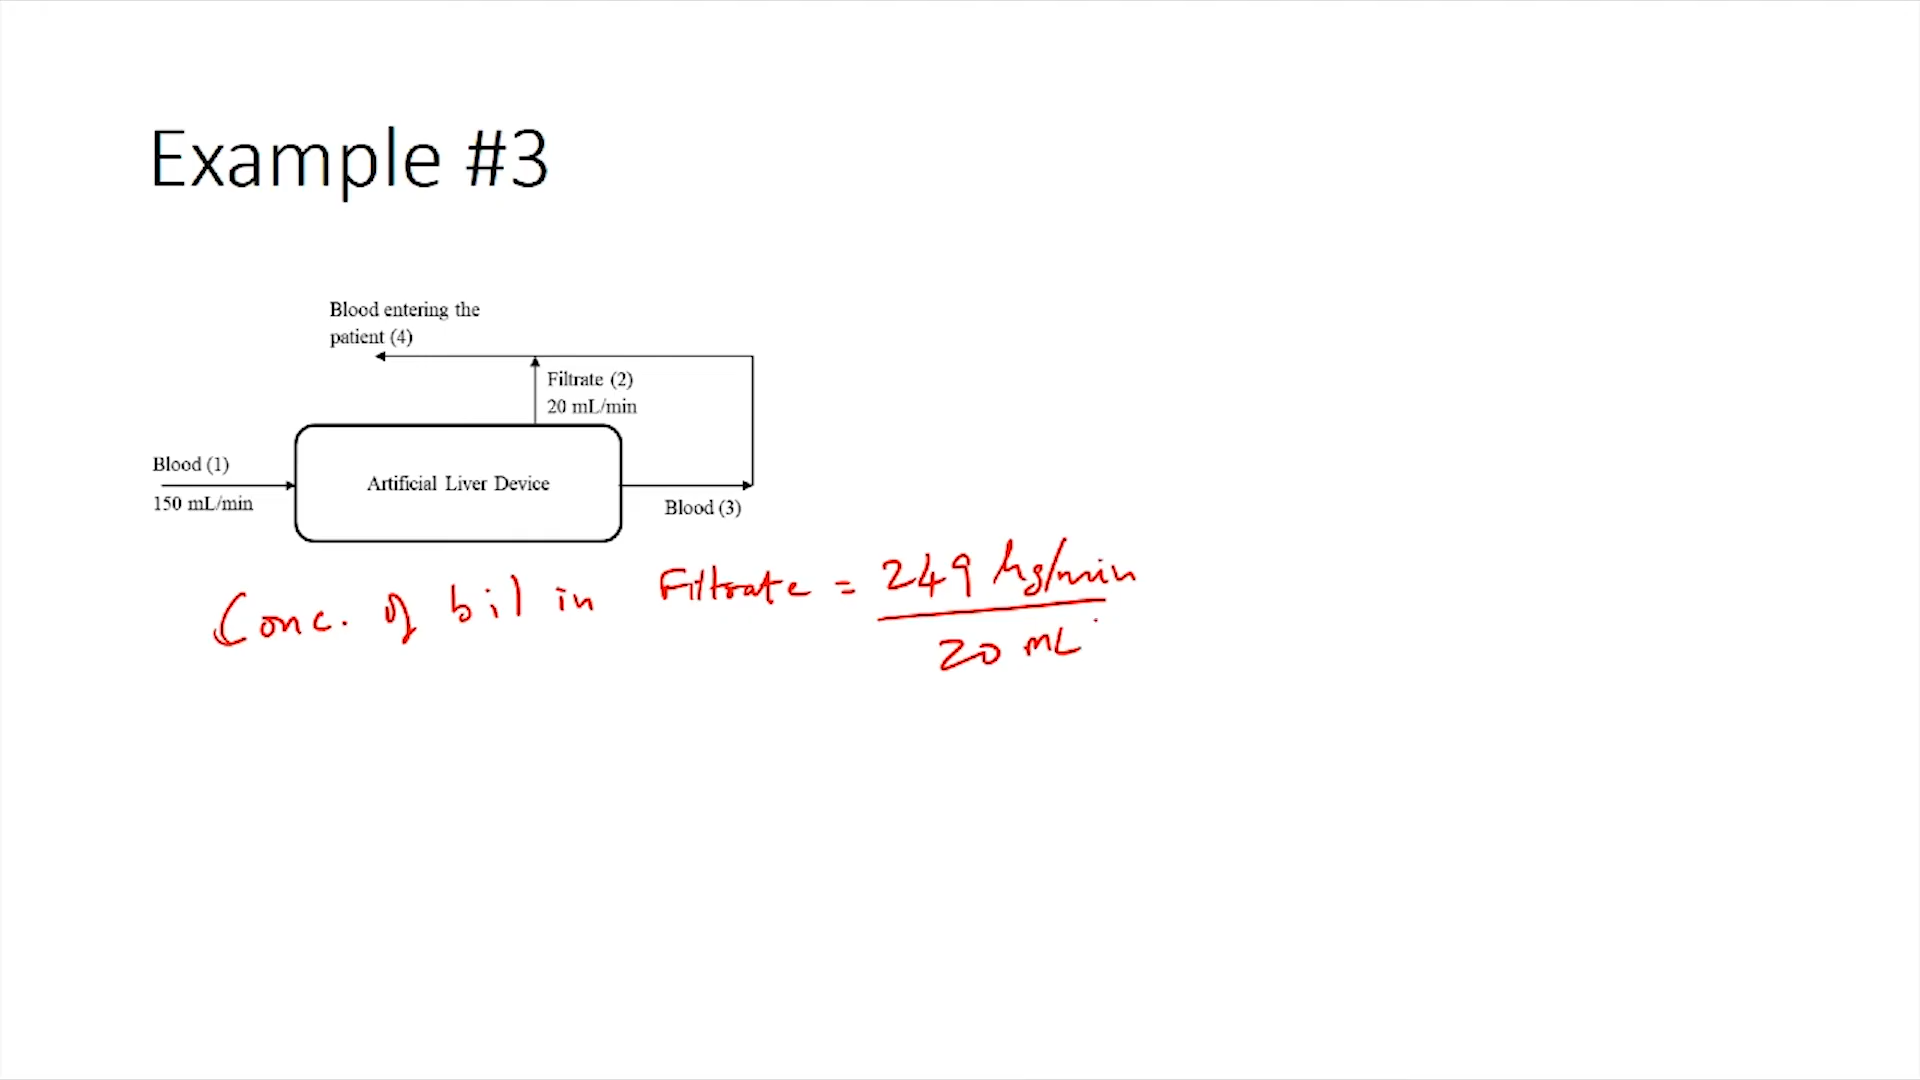 Example #3
Blood entering the
patient (4)
Filtrate (2)
20 mL/min
Blood (1)
150 mL/min
Artificial Liver Device
Blood (3)
Conc. of bil in Filtrate = 249 /min
20 mL